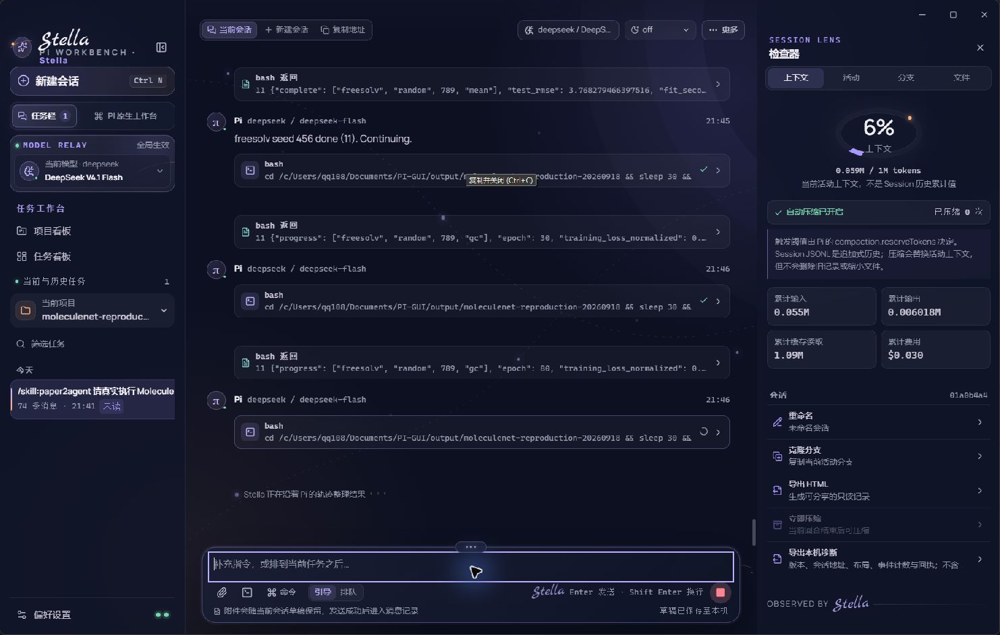 Stella
PI WORKBENCH ·
Stella
新建会话
Ctrl N
任务栏 1
PI 原生工作台
MODEL RELAY
全局生效
当前模型 · deepseek
DeepSeek V4.1 Flash
任务工作台
项目看板
任务看板
当前与历史任务
1
当前项目
moleculenet-reproduc...
筛选任务
今天
/skill:paper2agent 请真实执行 Molecule
74 条消息 · 21:41 未读
偏好设置
当前会话
新建会话
复制地址
deepseek / DeepS...
off
更多
bash 返回
11 {"complete": ["freesolv", "random", 789, "mean"], "test_rmse": 3.768279466397516, "fit_seco...
Pi deepseek / deepseek-flash
21:45
freesolv seed 456 done (11). Continuing.
bash
cd /c/Users/qq108/Documents/PI-GUI/output/moleculenet-reproduction-20260918 && sleep 30 &&
复制并关闭 (Ctrl+C)
bash 返回
11 {"progress": ["freesolv", "random", 789, "gc"], "epoch": 30, "training_loss_normalized": 0...
Pi deepseek / deepseek-flash
21:46
bash
cd /c/Users/qq108/Documents/PI-GUI/output/moleculenet-reproduction-20260918 && sleep 30 &&
bash 返回
11 {"progress": ["freesolv", "random", 789, "gc"], "epoch": 80, "training_loss_normalized": 0...
Pi deepseek / deepseek-flash
21:46
bash
cd /c/Users/qq108/Documents/PI-GUI/output/moleculenet-reproduction-20260918 && sleep 30 &&
Stella 正在沿着 Pi 的轨迹整理结果
补充指令，或排到当前任务之后...
命令
引导
排队
Stella Enter 发送 · Shift Enter 换行
附件会随当前会话草稿保留，发送成功后进入消息记录
草稿已保存至本机
SESSION LENS
检查器
上下文
活动
分支
文件
6%
上下文
0.059M / 1M tokens
当前活动上下文，不是 Session 历史累计值
自动压缩已开启
已压缩 0 次
触发阈值由 Pi 的 compaction.reserveTokens 决定。
Session JSONL 是追加式历史；压缩会替换活动上下文，
但不会删除旧记录或缩小文件。
累计输入
0.055M
累计输出
0.006018M
累计缓存读取
1.09M
累计费用
$0.030
会话
01a0b4a4
重命名
未命名会话
克隆分支
复制当前活动分支
导出 HTML
生成可分享的只读记录
立即压缩
当前回合结束后可压缩
导出本机诊断
版本、会话地址、布局、事件计数与回执；不含...
OBSERVED BY Stella